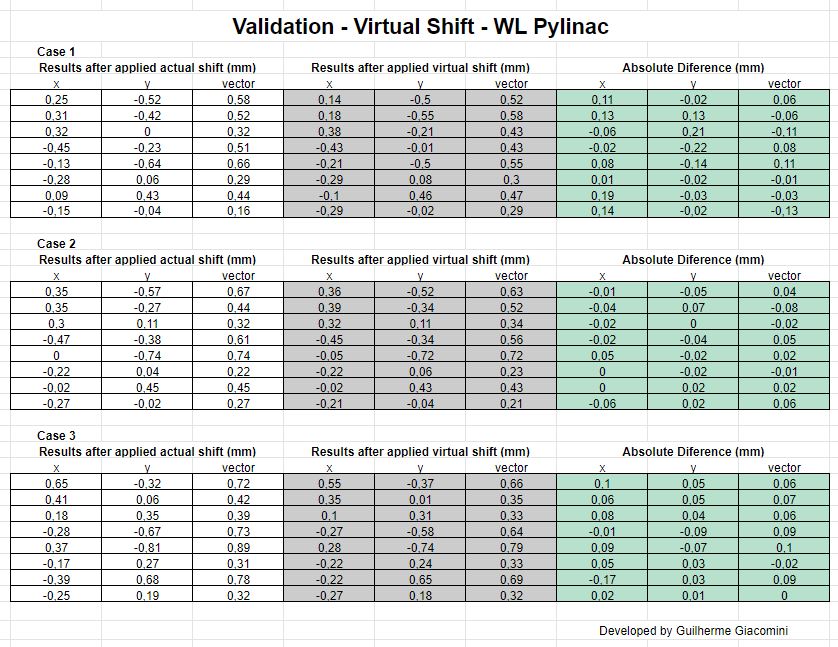 Validation - Virtual Shift - WL Pylinac
Case 1
Results after applied actual shift (mm) Results after applied virtual shift (mm) Absolute Diference (mm)
x y vector x y vector x y vector
0,25 -0,52 0,58 0,14 -0,5 0,52 0,11 -0,02 0,06
0,31 -0,42 0,52 0,18 -0,55 0,58 0,13 0,13 -0,06
0,32 0 0,32 0,38 -0,21 0,43 -0,06 0,21 -0,11
-0,45 -0,23 0,51 -0,43 -0,01 0,43 -0,02 -0,22 0,08
-0,13 -0,64 0,66 -0,21 -0,5 0,55 0,08 -0,14 0,11
-0,28 0,06 0,29 -0,29 0,08 0,3 0,01 -0,02 -0,01
0,09 0,43 0,44 -0,1 0,46 0,47 0,19 -0,03 -0,03
-0,15 -0,04 0,16 -0,29 -0,02 0,29 0,14 -0,02 -0,13
Case 2
Results after applied actual shift (mm) Results after applied virtual shift (mm) Absolute Diference (mm)
x y vector x y vector x y vector
0,35 -0,57 0,67 0,36 -0,52 0,63 -0,01 -0,05 0,04
0,35 -0,27 0,44 0,39 -0,34 0,52 -0,04 0,07 -0,08
0,3 0,11 0,32 0,32 0,11 0,34 -0,02 0 -0,02
-0,47 -0,38 0,61 -0,45 -0,34 0,56 -0,02 -0,04 0,05
0 -0,74 0,74 -0,05 -0,72 0,72 0,05 -0,02 0,02
-0,22 0,04 0,22 -0,22 0,06 0,23 0 -0,02 -0,01
-0,02 0,45 0,45 -0,02 0,43 0,43 0 0,02 0,02
-0,27 -0,02 0,27 -0,21 -0,04 0,21 -0,06 0,02 0,06
Case 3
Results after applied actual shift (mm) Results after applied virtual shift (mm) Absolute Diference (mm)
x y vector x y vector x y vector
0,65 -0,32 0,72 0,55 -0,37 0,66 0,1 0,05 0,06
0,41 0,06 0,42 0,35 0,01 0,35 0,06 0,05 0,07
0,18 0,35 0,39 0,1 0,31 0,33 0,08 0,04 0,06
-0,28 -0,67 0,73 -0,27 -0,58 0,64 -0,01 -0,09 0,09
0,37 -0,81 0,89 0,28 -0,74 0,79 0,09 -0,07 0,1
-0,17 0,27 0,31 -0,22 0,24 0,33 0,05 0,03 -0,02
-0,39 0,68 0,78 -0,22 0,65 0,69 -0,17 0,03 0,09
-0,25 0,19 0,32 -0,27 0,18 0,32 0,02 0,01 0
Developed by Guilherme Giacomini